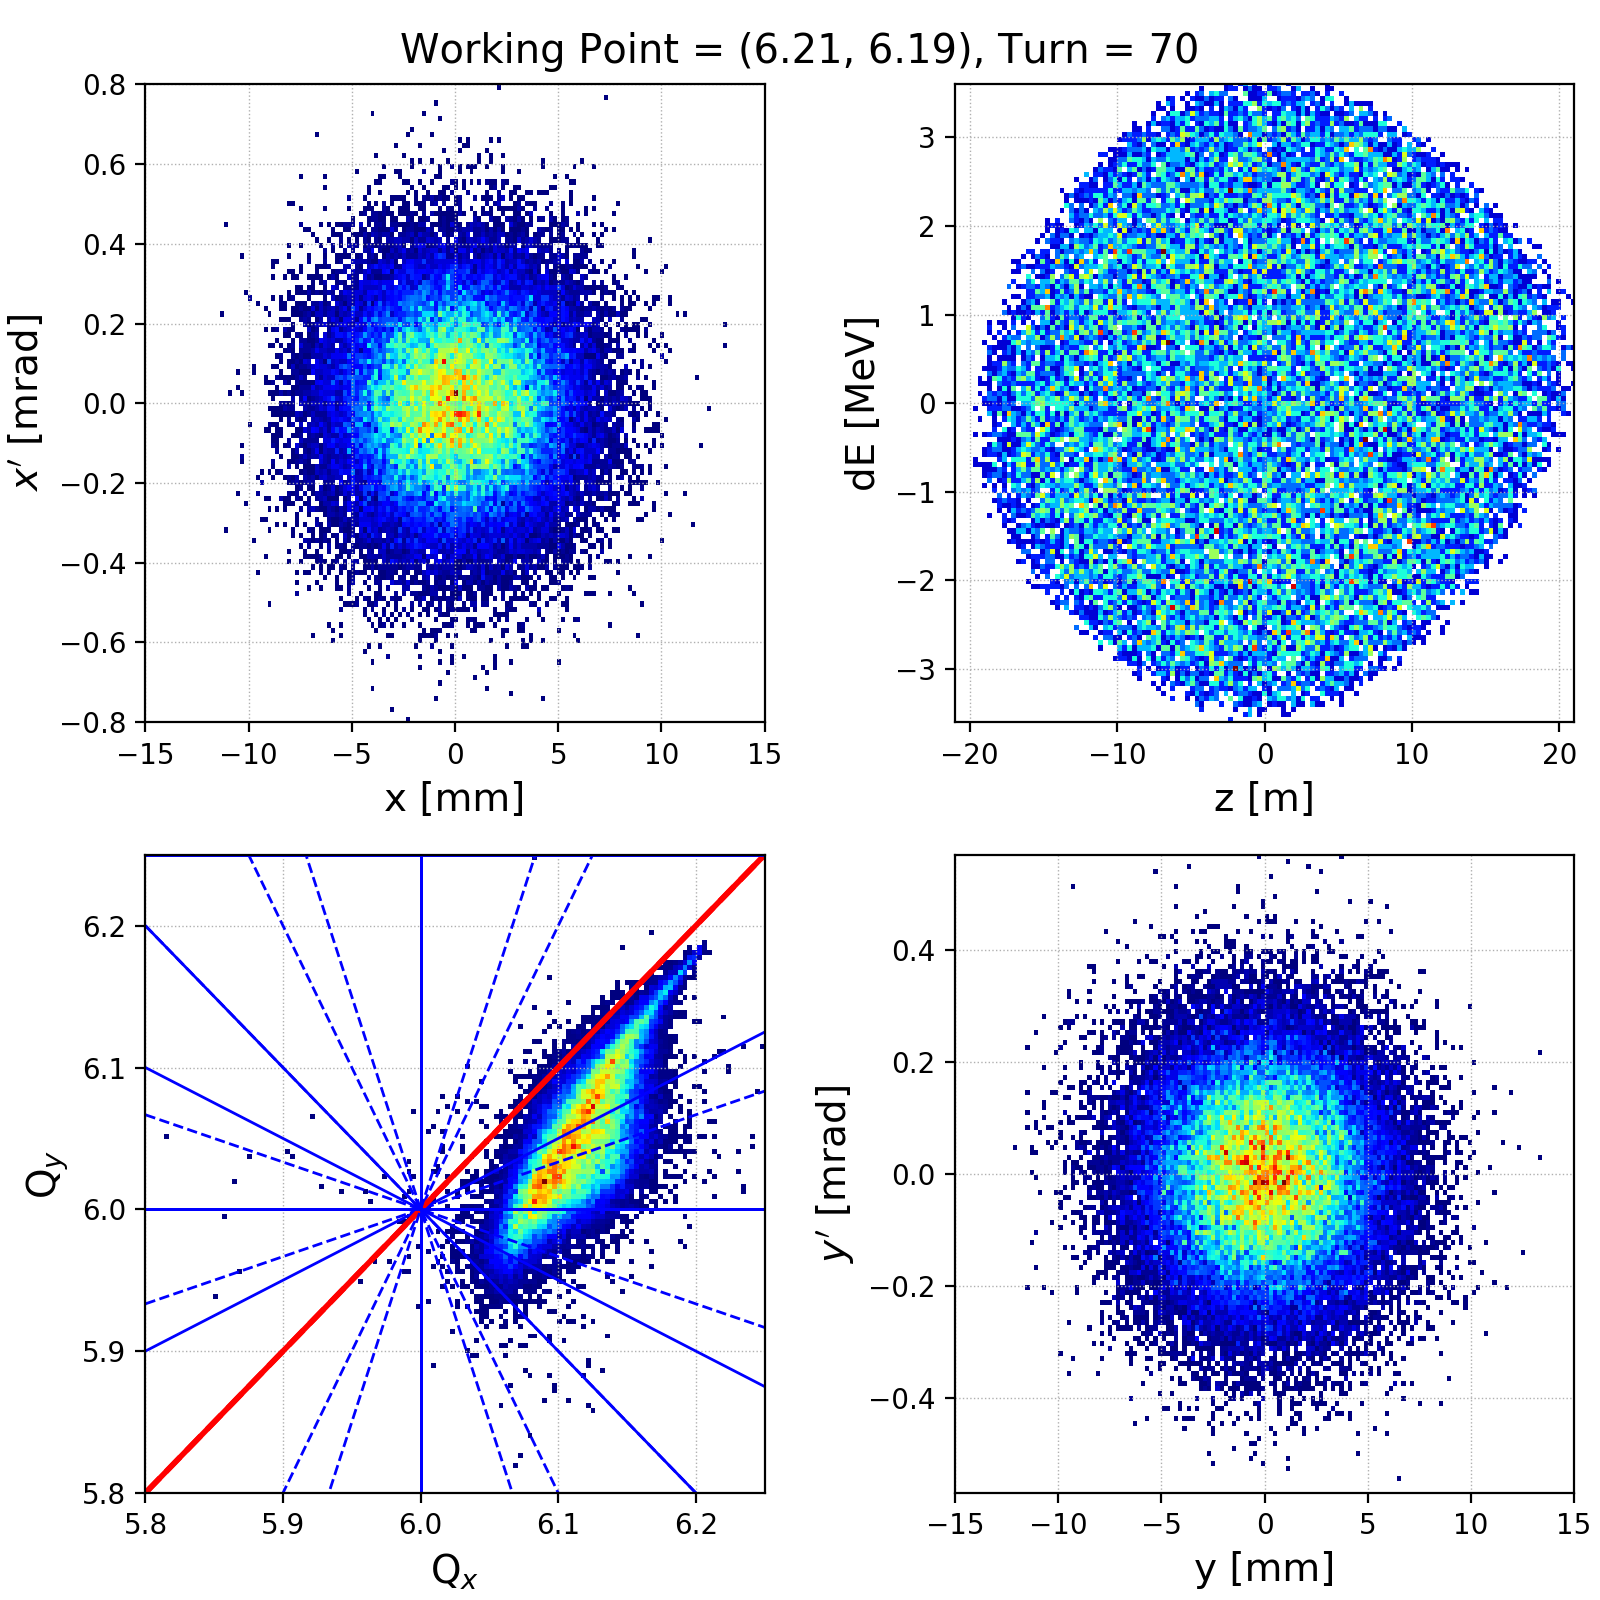 Working Point = (6.21, 6.19), Turn = 70
0.8
0.6
0.4
0.2
0.0
−0.2
−0.4
−0.6
−0.8
x′ [mrad]
−15 −10 −5 0 5 10 15
x [mm]
3
2
1
0
−1
−2
−3
dE [MeV]
−20 −10 0 10 20
z [m]
6.2
6.1
6.0
5.9
5.8
Qy
5.8 5.9 6.0 6.1 6.2
Qx
0.4
0.2
0.0
−0.2
−0.4
y′ [mrad]
−15 −10 −5 0 5 10 15
y [mm]